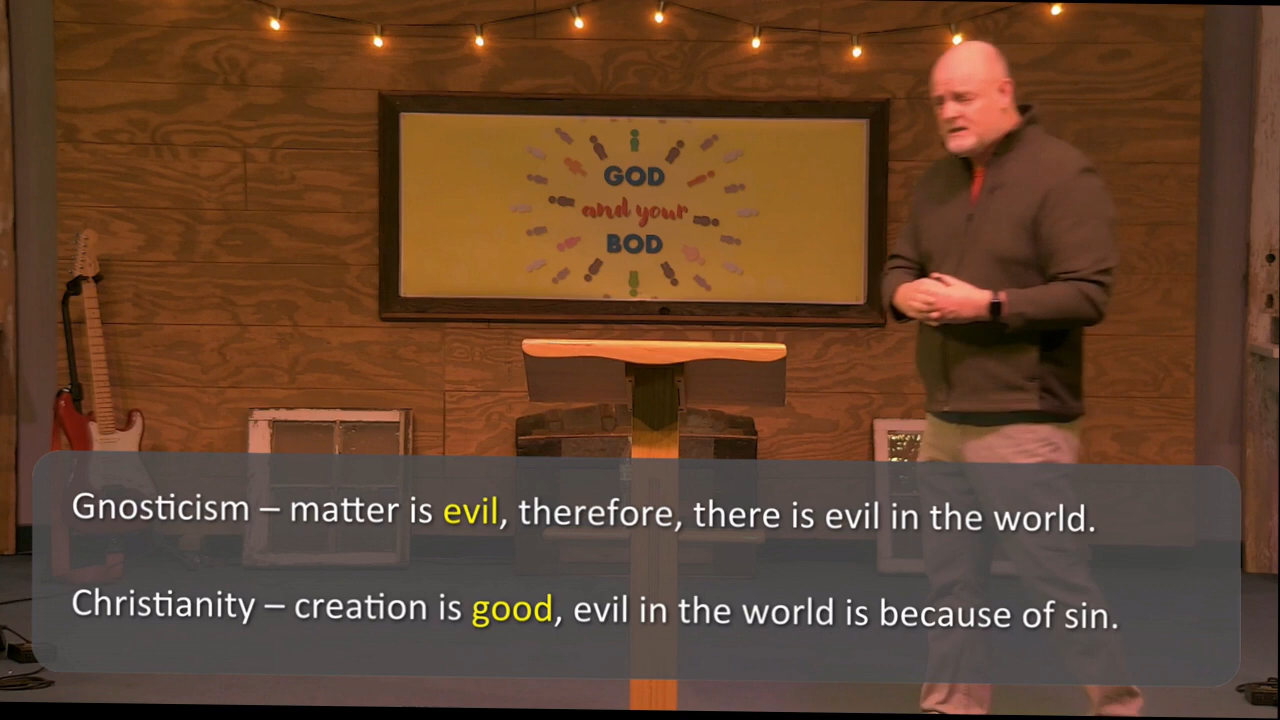 GOD
and your
BOD
Gnosticism – matter is evil, therefore, there is evil in the world.
Christianity – creation is good, evil in the world is because of sin.